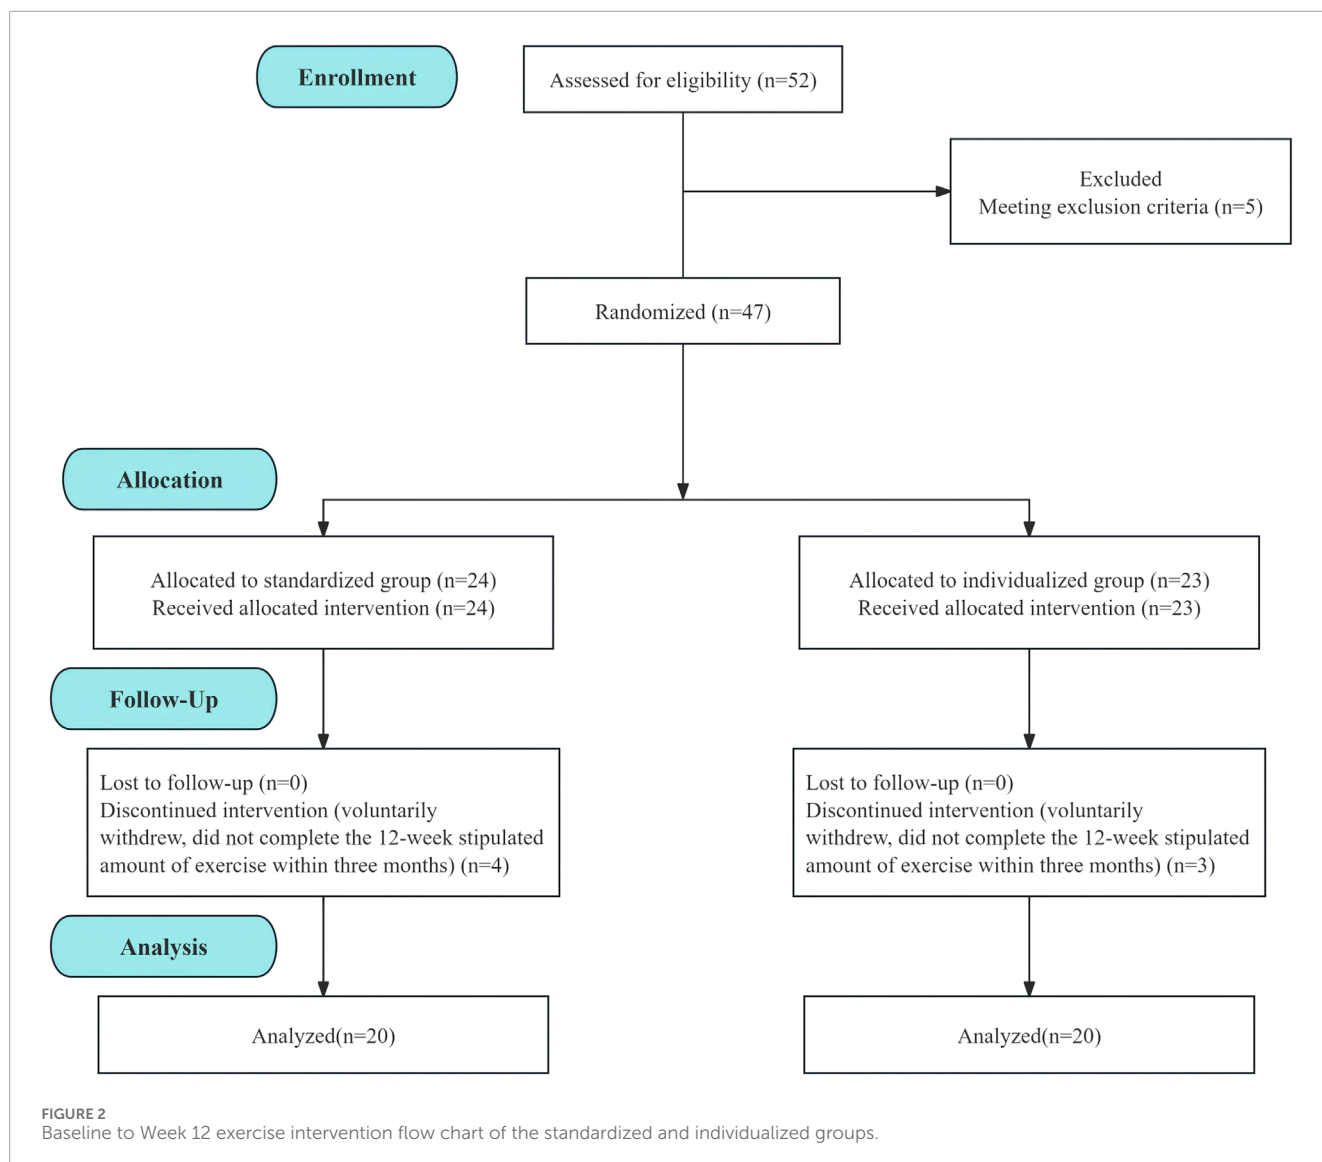 Enrollment
Assessed for eligibility (n=52)
Excluded
Meeting exclusion criteria (n=5)
Randomized (n=47)
Allocation
Allocated to standardized group (n=24)
Received allocated intervention (n=24)
Allocated to individualized group (n=23)
Received allocated intervention (n=23)
Follow-Up
Lost to follow-up (n=0)
Discontinued intervention (voluntarily
withdrew, did not complete the 12-week stipulated
amount of exercise within three months) (n=4)
Lost to follow-up (n=0)
Discontinued intervention (voluntarily
withdrew, did not complete the 12-week stipulated
amount of exercise within three months) (n=3)
Analysis
Analyzed(n=20)
Analyzed(n=20)
FIGURE 2
Baseline to Week 12 exercise intervention flow chart of the standardized and individualized groups.